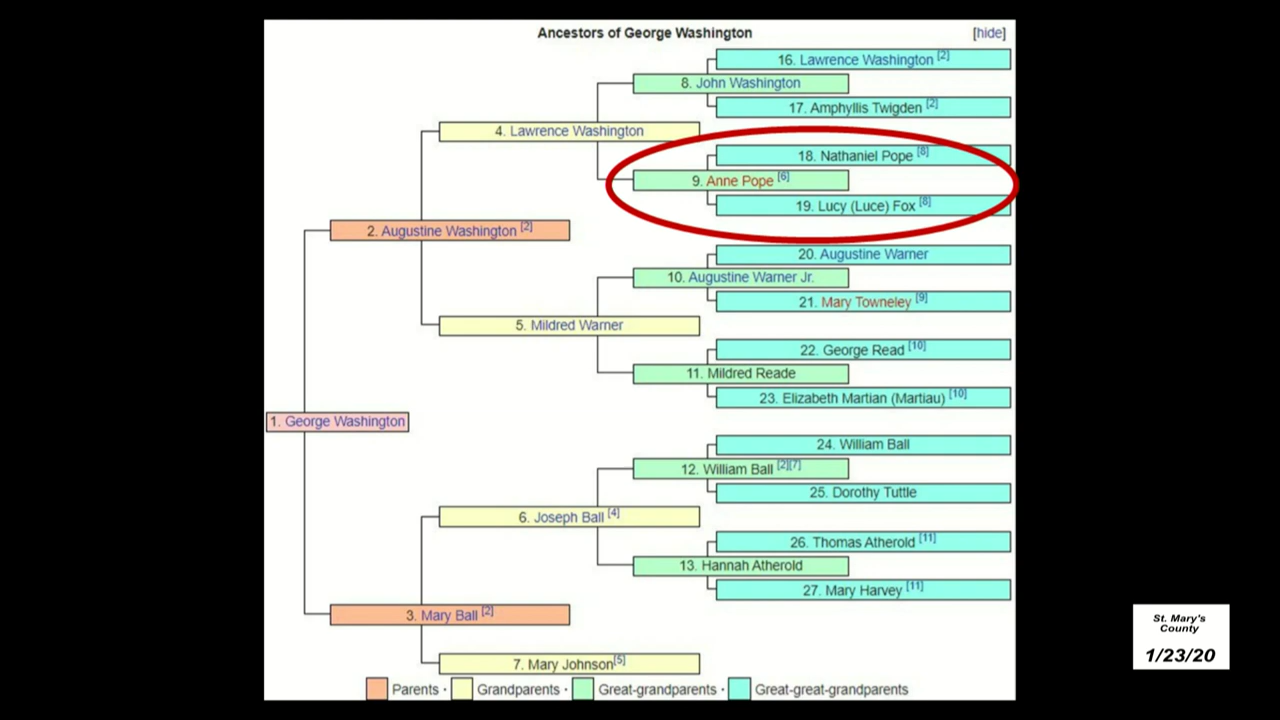 Ancestors of George Washington
[hide]
16. Lawrence Washington [2]
8. John Washington
17. Amphyllis Twigden [2]
4. Lawrence Washington
18. Nathaniel Pope [8]
9. Anne Pope [6]
19. Lucy (Luce) Fox [8]
2. Augustine Washington [2]
20. Augustine Warner
10. Augustine Warner Jr.
21. Mary Towneley [9]
5. Mildred Warner
22. George Read [10]
11. Mildred Reade
23. Elizabeth Martian (Martiau) [10]
1. George Washington
24. William Ball
12. William Ball [2][7]
25. Dorothy Tuttle
6. Joseph Ball [4]
26. Thomas Atherold [11]
13. Hannah Atherold
27. Mary Harvey [11]
3. Mary Ball [2]
7. Mary Johnson[5]
Parents · Grandparents · Great-grandparents · Great-great-grandparents
St. Mary's
County
1/23/20